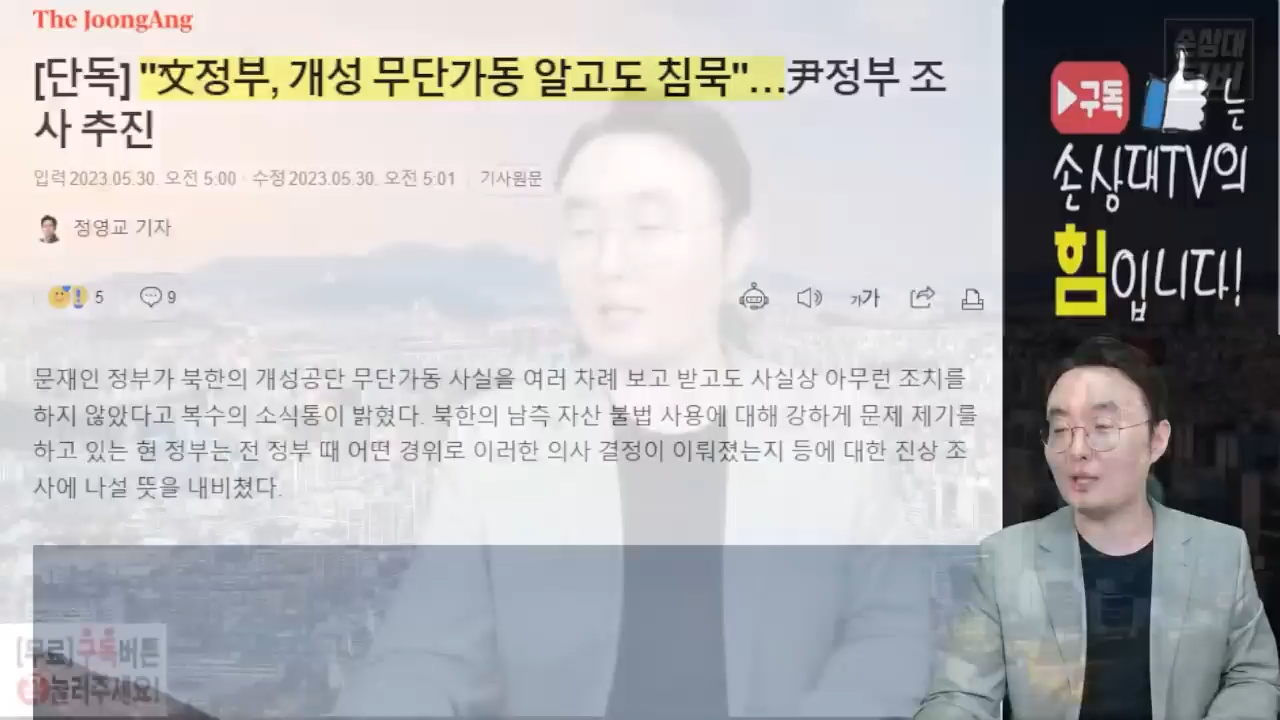 The JoongAng
[단독] "文정부, 개성 무단가동 알고도 침묵"...尹정부 조
사 추진
입력 2023.05.30. 오전 5:00 · 수정 2023.05.30. 오전 5:01
기사원문
정영교 기자
5
9
가가
문재인 정부가 북한의 개성공단 무단가동 사실을 여러 차례 보고 받고도 사실상 아무런 조치를
하지 않았다고 복수의 소식통이 밝혔다. 북한의 남측 자산 불법 사용에 대해 강하게 문제 제기를
하고 있는 현 정부는 전 정부 때 어떤 경위로 이러한 의사 결정이 이뤄졌는지 등에 대한 진상 조
사에 나설 뜻을 내비쳤다.
[무료]구독버튼
꾹눌러주세요!
손상대
구독
는
손상대TV의
힘입니다!